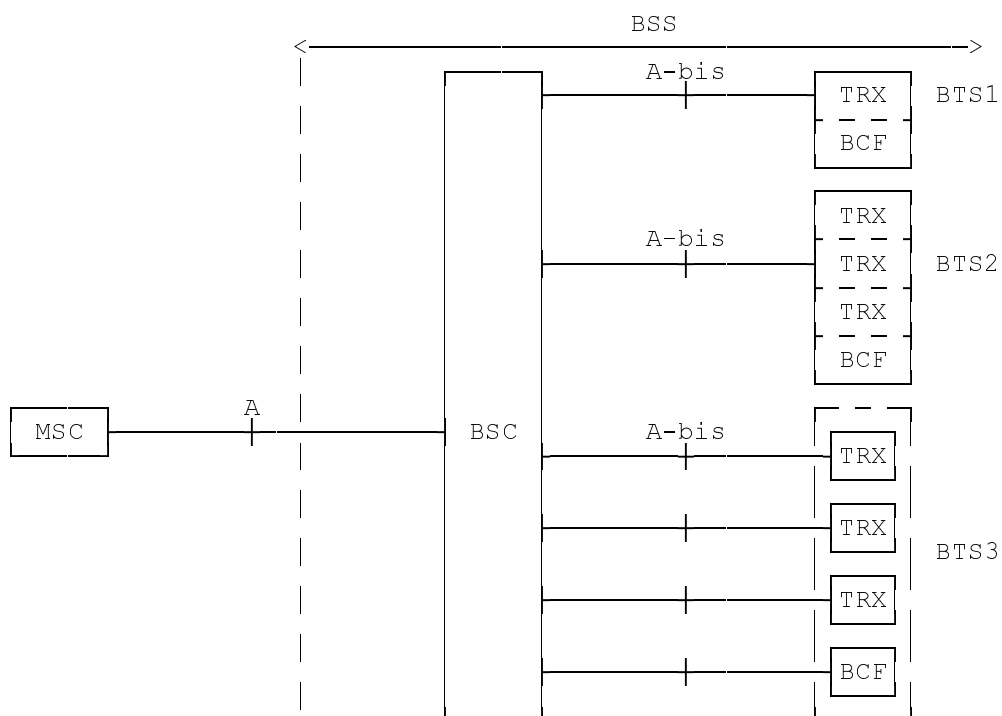 BSS
A-bis
TRX
BTS1
BCF
TRX
A-bis
TRX
BTS2
TRX
BCF
A
MSC
BSC
A-bis
TRX
TRX
BTS3
TRX
BCF